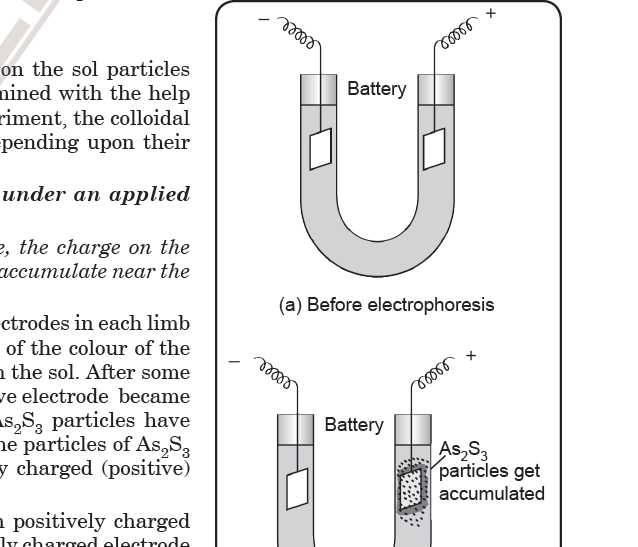 on the sol particles
mined with the help
riment, the colloidal
pending upon their
under an applied
e, the charge on the
accumulate near the
ctrodes in each limb
of the colour of the
n the sol. After some
ve electrode became
As₂S₃ particles have
he particles of As₂S₃
y charged (positive)
n positively charged
ly charged electrode
− +
Battery
(a) Before electrophoresis
− +
Battery
As₂S₃
particles get
accumulated